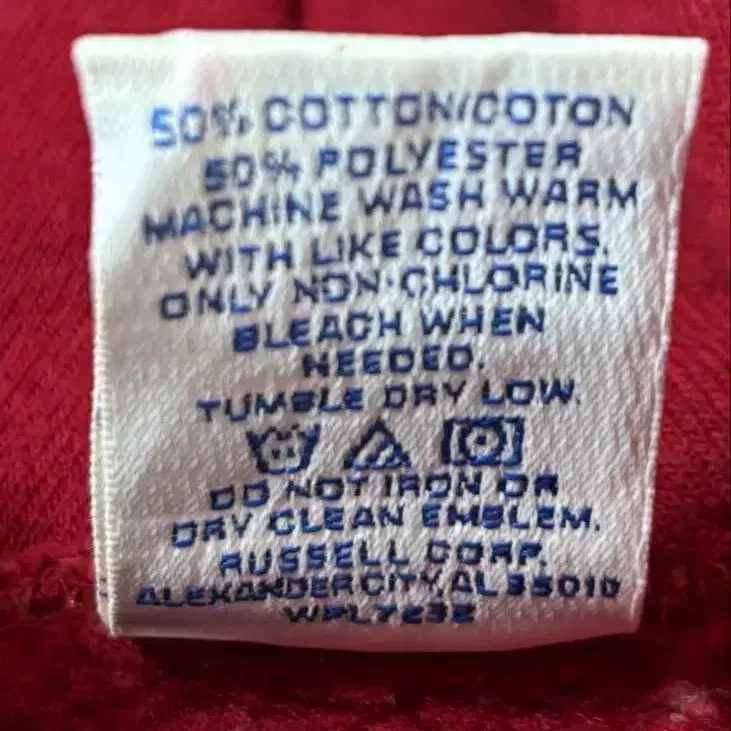 50% COTTON/COTON
50% POLYESTER
MACHINE WASH WARM
WITH LIKE COLORS.
ONLY NON-CHLORINE
BLEACH WHEN
NEEDED.
TUMBLE DRY LOW.
DO NOT IRON OR
DRY CLEAN EMBLEM.
RUSSELL CORP.
ALEXANDER CITY, AL 35010
WPL7232